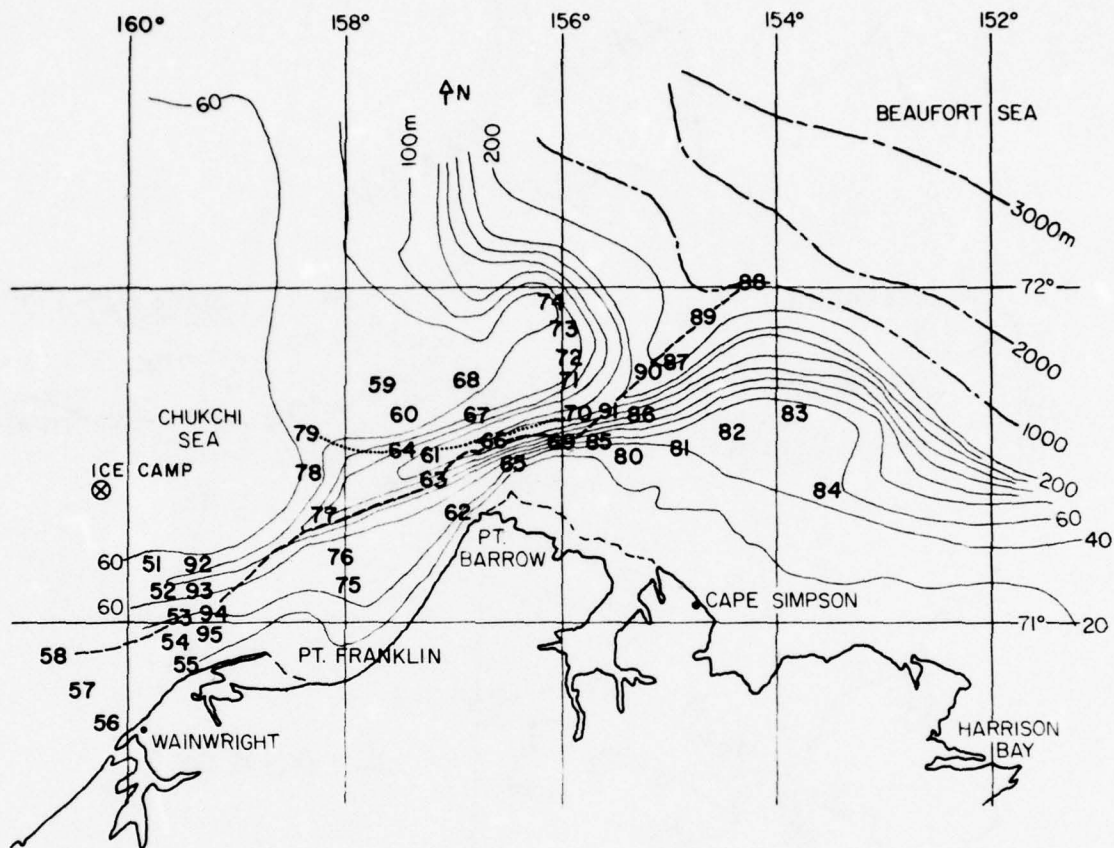 160° 158° 156° 154° 152°
N
BEAUFORT SEA
60
100m
200
3000m
72°
88
74
89
73
2000
72
90 87
71
59 68
60 67 70 91 86 83
1000
CHUKCHI
SEA
79
66 69 85 82
64 61 81
65 80
78
ICE CAMP
63
84
200
77 62
60
PT.
BARROW
40
60 51 92 76
52 93 75
CAPE SIMPSON
60
53 94
71°
20
54 95
58
55 PT. FRANKLIN
57
56
WAINWRIGHT
HARRISON
BAY